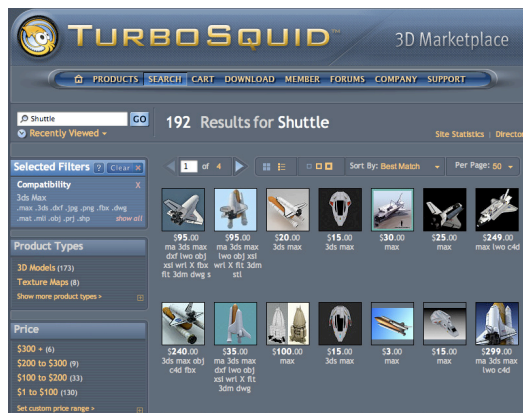 TURBOSQUID™
3D Marketplace
PRODUCTS SEARCH CART DOWNLOAD MEMBER FORUMS COMPANY SUPPORT
Shuttle GO
Recently Viewed
192 Results for Shuttle
Site Statistics | Director
Selected Filters ? Clear X
Compatibility X
3ds Max
.max .3ds .dxf .jpg .png .fbx .dwg
.mat .mli .obj .prj .shp show all
1 of 4 Sort By: Best Match Per Page: 50
$95.00
ma 3ds max
dxf lwo obj
xsl wrl X fbx
flt 3dm dwg s
$95.00
ma 3ds max
dxf lwo obj
xsl wrl X flt
3dm dwg
stl
$20.00
3ds max
$15.00
3ds max
$30.00
max
$25.00
max
$249.00
max lwo c4d
Product Types
3D Models (173)
Texture Maps (8)
Show more product types >
Price
$300 + (6)
$200 to $300 (9)
$100 to $200 (33)
$1 to $100 (130)
Set custom price range >
$240.00
3ds max obj
c4d fbx
$35.00
ma 3ds max
dxf lwo obj
xsl wrl X flt
3dm dwg
$100.00
max
$15.00
3ds max
$3.00
max
$15.00
max
$299.00
ma 3ds max
lwo c4d